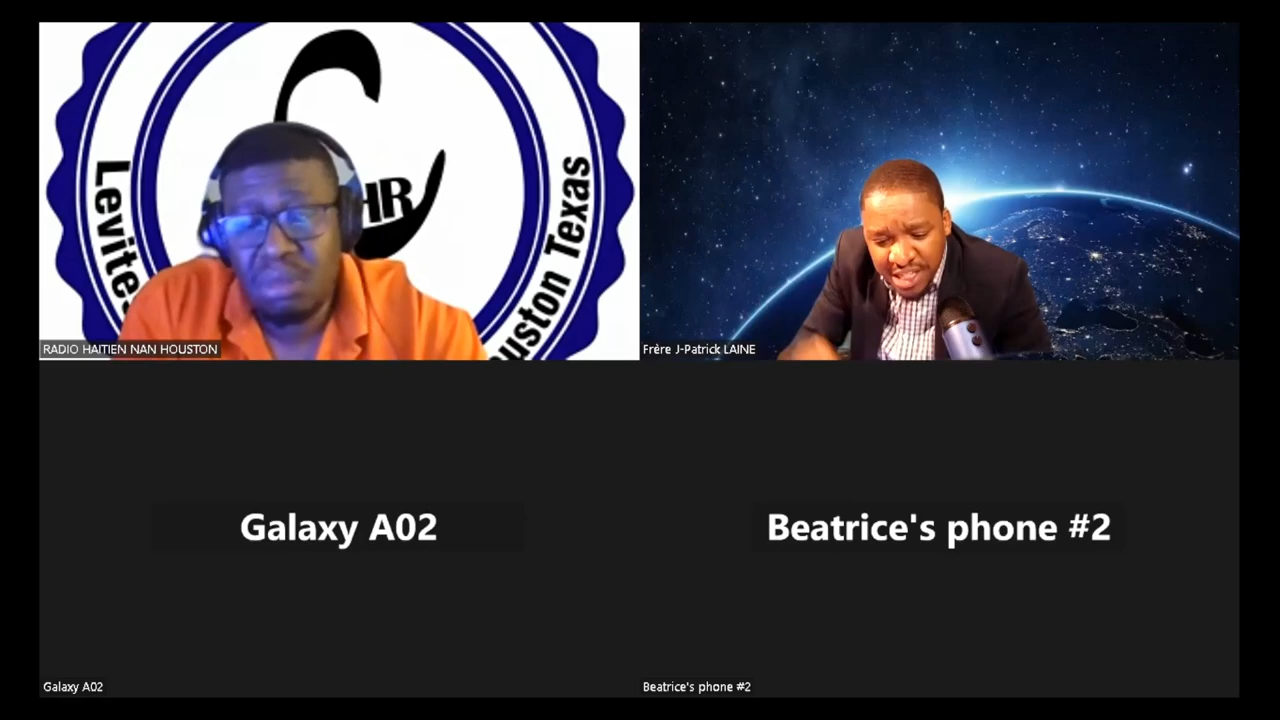 Levites
HR
Houston Texas
RADIO HAITIEN NAN HOUSTON
Frère J-Patrick LAINE
Galaxy A02
Beatrice's phone #2
Galaxy A02
Beatrice's phone #2